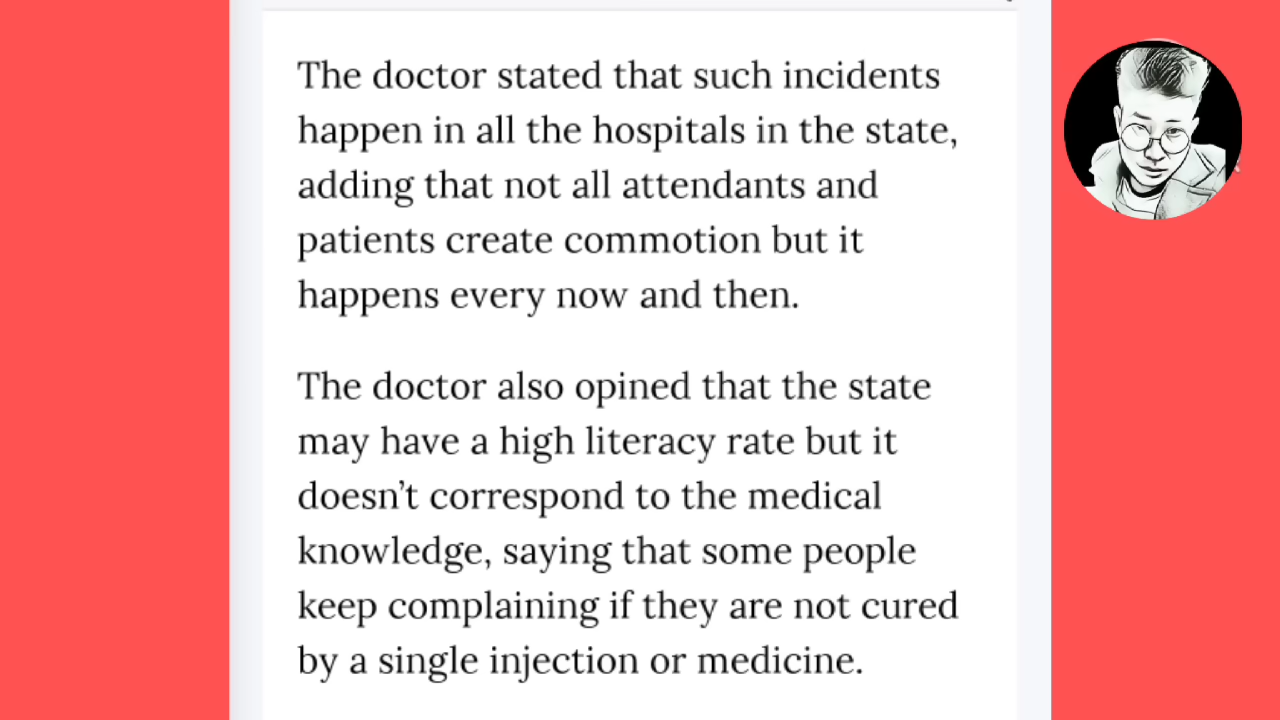 The doctor stated that such incidents
happen in all the hospitals in the state,
adding that not all attendants and
patients create commotion but it
happens every now and then.
The doctor also opined that the state
may have a high literacy rate but it
doesn’t correspond to the medical
knowledge, saying that some people
keep complaining if they are not cured
by a single injection or medicine.